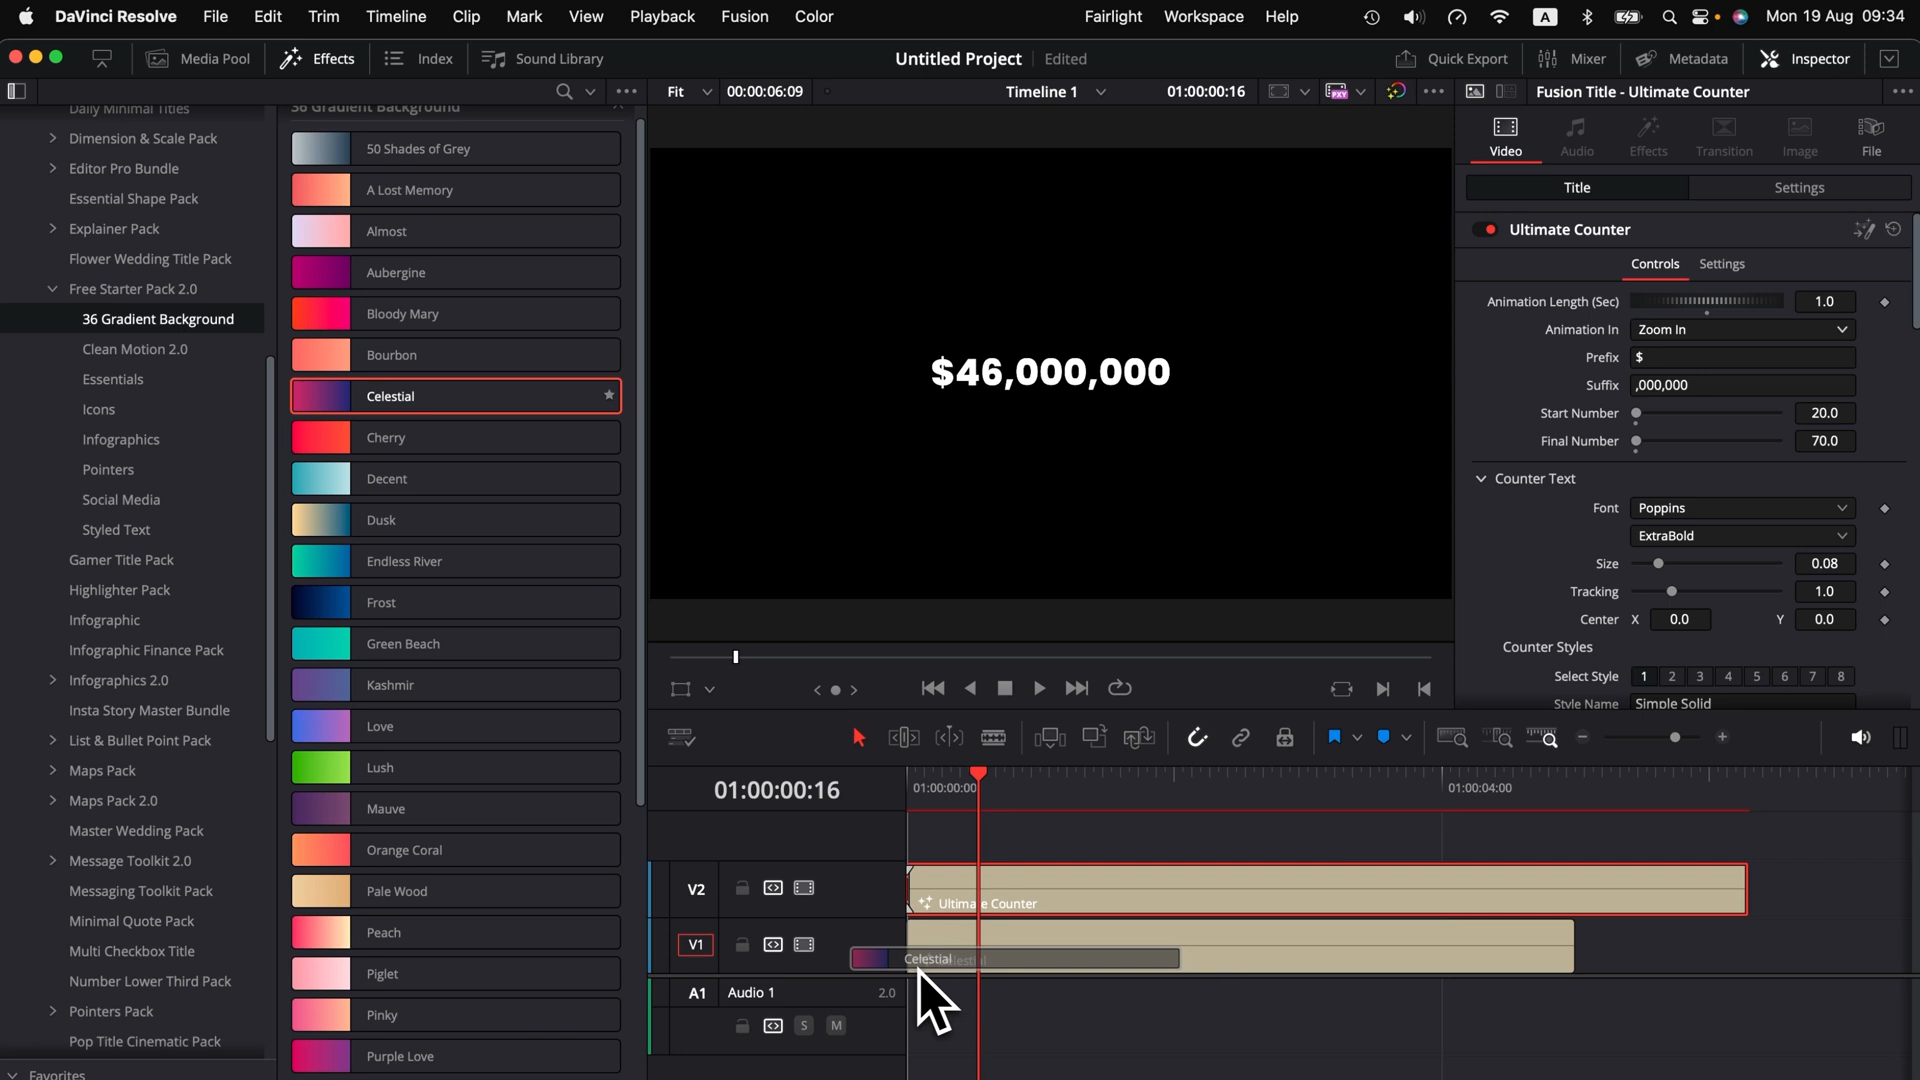 DaVinci Resolve File Edit Trim Timeline Clip Mark View Playback Fusion Color Fairlight Workspace Help A Mon 19 Aug 09:34
Media Pool Effects Index Sound Library Untitled Project Edited Quick Export Mixer Metadata Inspector
Fit 00:00:06:09 Timeline 1 01:00:00:16 PXY Fusion Title - Ultimate Counter
Daily Minimal Titles
Dimension & Scale Pack
Editor Pro Bundle
Essential Shape Pack
Explainer Pack
Flower Wedding Title Pack
Free Starter Pack 2.0
36 Gradient Background
Clean Motion 2.0
Essentials
Icons
Infographics
Pointers
Social Media
Styled Text
Gamer Title Pack
Highlighter Pack
Infographic
Infographic Finance Pack
Infographics 2.0
Insta Story Master Bundle
List & Bullet Point Pack
Maps Pack
Maps Pack 2.0
Master Wedding Pack
Message Toolkit 2.0
Messaging Toolkit Pack
Minimal Quote Pack
Multi Checkbox Title
Number Lower Third Pack
Pointers Pack
Pop Title Cinematic Pack
Favorites
36 Gradient Background
50 Shades of Grey
A Lost Memory
Almost
Aubergine
Bloody Mary
Bourbon
Celestial
Cherry
Decent
Dusk
Endless River
Frost
Green Beach
Kashmir
Love
Lush
Mauve
Orange Coral
Pale Wood
Peach
Piglet
Pinky
Purple Love
$46,000,000
Video Audio Effects Transition Image File
Title Settings
Ultimate Counter
Controls Settings
Animation Length (Sec) 1.0
Animation In Zoom In
Prefix $
Suffix ,000,000
Start Number 20.0
Final Number 70.0
Counter Text
Font Poppins
ExtraBold
Size 0.08
Tracking 1.0
Center X 0.0 Y 0.0
Counter Styles
Select Style 1 2 3 4 5 6 7 8
Style Name Simple Solid
01:00:00:16 01:00:00:00 01:00:04:00
V2 Ultimate Counter
V1 Celestial
A1 Audio 1 2.0
S M